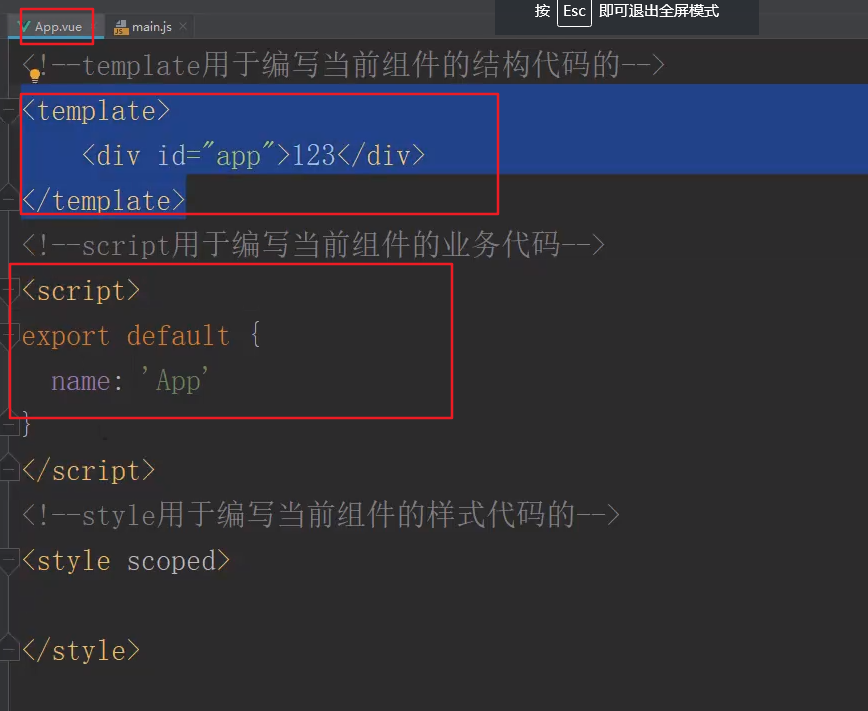 按 Esc 即可退出全屏模式
App.vue main.js
<!--template用于编写当前组件的结构代码的-->
<template>
<div id="app">123</div>
</template>
<!--script用于编写当前组件的业务代码-->
<script>
export default {
name: 'App'
}
</script>
<!--style用于编写当前组件的样式代码的-->
<style scoped>
</style>